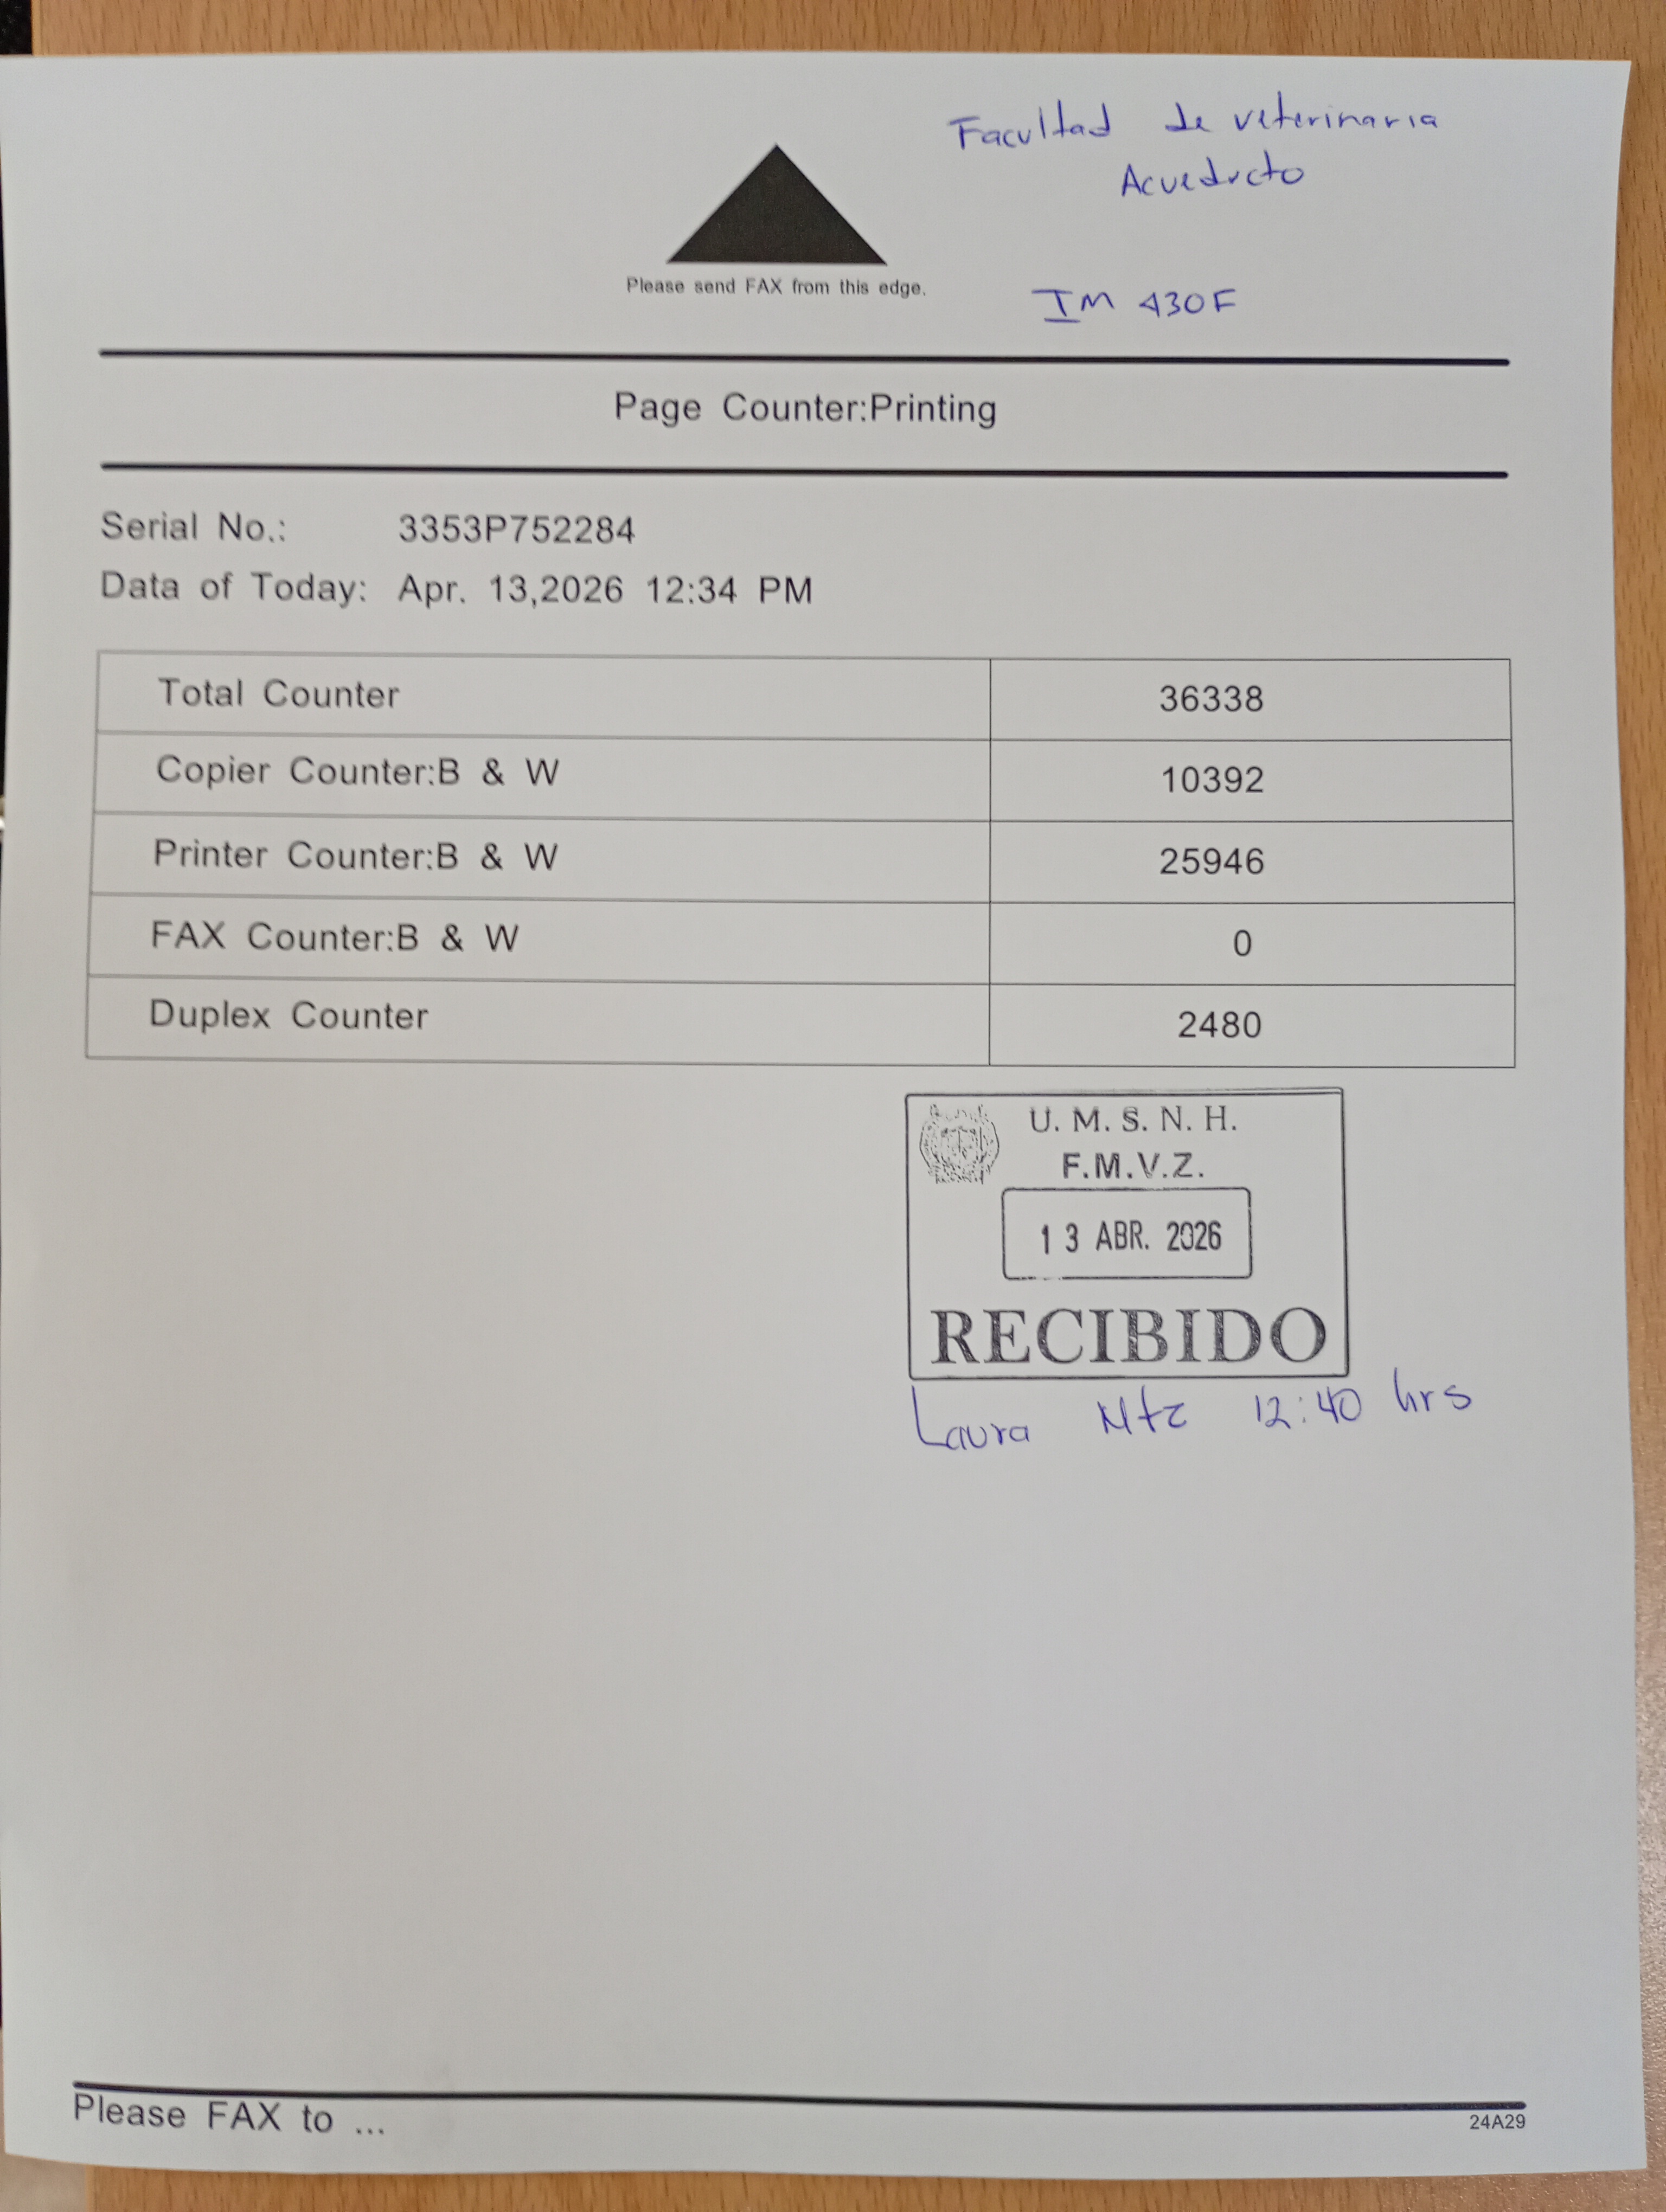 Facultad de veterinaria
Acueducto
Please send FAX from this edge.
IM 430F
Page Counter:Printing
Serial No.: 3353P752284
Data of Today: Apr. 13,2026 12:34 PM
Total Counter 36338
Copier Counter:B & W 10392
Printer Counter:B & W 25946
FAX Counter:B & W 0
Duplex Counter 2480
U. M. S. N. H.
F.M.V.Z.
13 ABR. 2026
RECIBIDO
Laura Mtz 12:40 hrs
Please FAX to ...
24A29